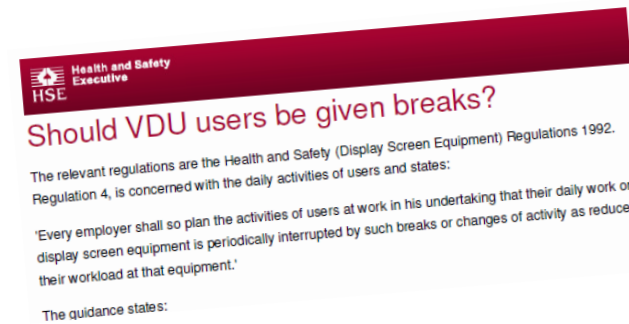 Health and Safety
Executive
HSE
Should VDU users be given breaks?
The relevant regulations are the Health and Safety (Display Screen Equipment) Regulations 1992.
Regulation 4, is concerned with the daily activities of users and states:
'Every employer shall so plan the activities of users at work in his undertaking that their daily work on
display screen equipment is periodically interrupted by such breaks or changes of activity as reduce
their workload at that equipment.'
The guidance states: